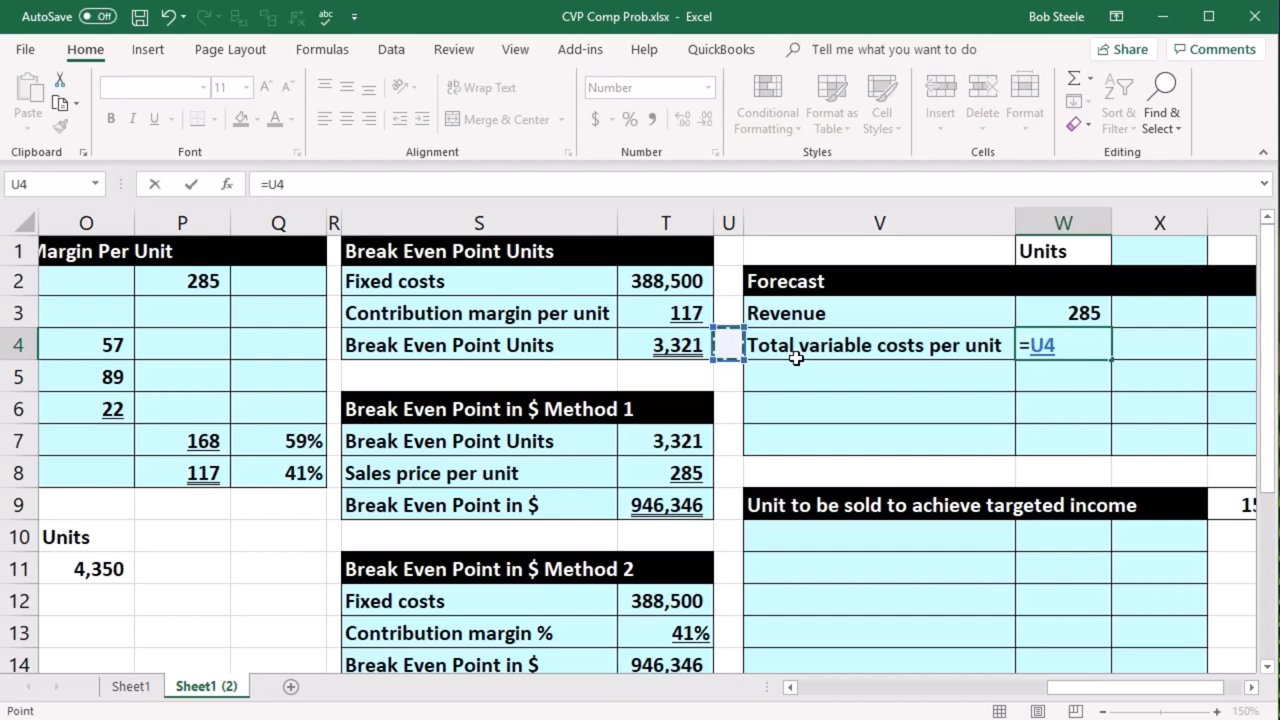 AutoSave Off CVP Comp Prob.xlsx - Excel Bob Steele
File Home Insert Page Layout Formulas Data Review View Add-ins Help QuickBooks Tell me what you want to do Share Comments
Paste 11 Wrap Text Number Conditional Formatting Format as Table Cell Styles Insert Delete Format Sort & Filter Find & Select
B I U Merge & Center $ %
Clipboard Font Alignment Number Styles Cells Editing
U4 fx =U4
O P Q R S T U V W X
1 Margin Per Unit Break Even Point Units Units
2 285 Fixed costs 388,500 Forecast
3 Contribution margin per unit 117 Revenue 285
4 57 Break Even Point Units 3,321 Total variable costs per unit =U4
5 89
6 22 Break Even Point in $ Method 1
7 168 59% Break Even Point Units 3,321
8 117 41% Sales price per unit 285
9 Break Even Point in $ 946,346 Unit to be sold to achieve targeted income
10 Units
11 4,350 Break Even Point in $ Method 2
12 Fixed costs 388,500
13 Contribution margin % 41%
14 Break Even Point in $ 946,346
Sheet1 Sheet1 (2)
Point 150%